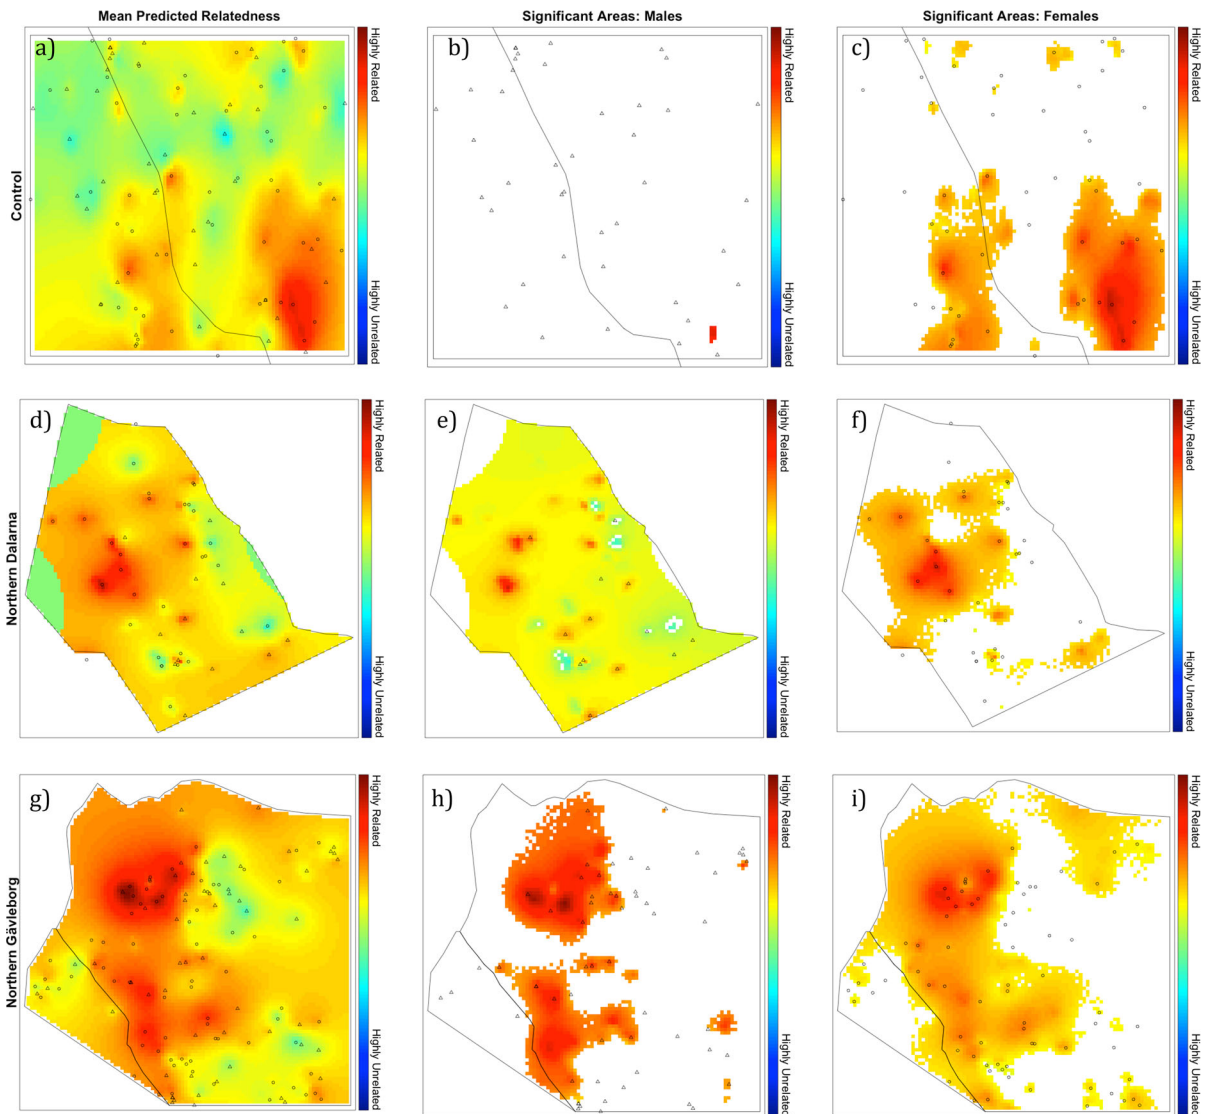 Mean Predicted Relatedness
Significant Areas: Males
Significant Areas: Females
Control
a)
Highly Related
Highly Unrelated
b)
Highly Related
Highly Unrelated
c)
Highly Related
Highly Unrelated
Northern Dalarna
d)
Highly Related
Highly Unrelated
e)
Highly Related
Highly Unrelated
f)
Highly Related
Highly Unrelated
Northern Gävleborg
g)
Highly Related
Highly Unrelated
h)
Highly Related
Highly Unrelated
i)
Highly Related
Highly Unrelated